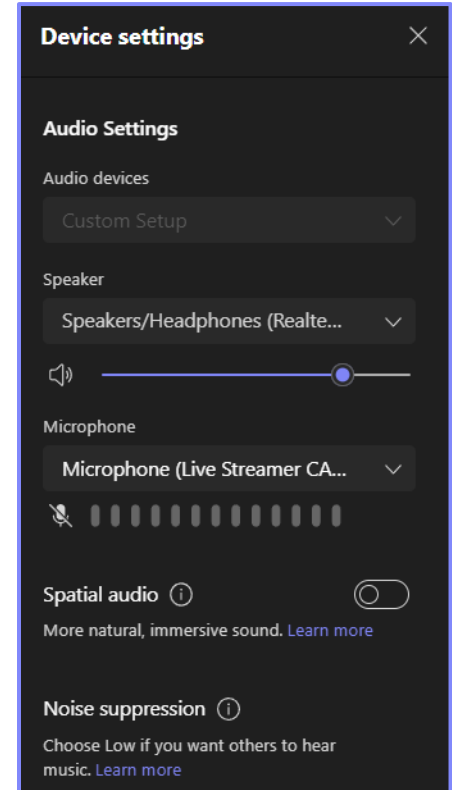 Device settings
Audio Settings
Audio devices
Custom Setup
Speaker
Speakers/Headphones (Realte...
Microphone
Microphone (Live Streamer CA...
Spatial audio
More natural, immersive sound. Learn more
Noise suppression
Choose Low if you want others to hear
music. Learn more